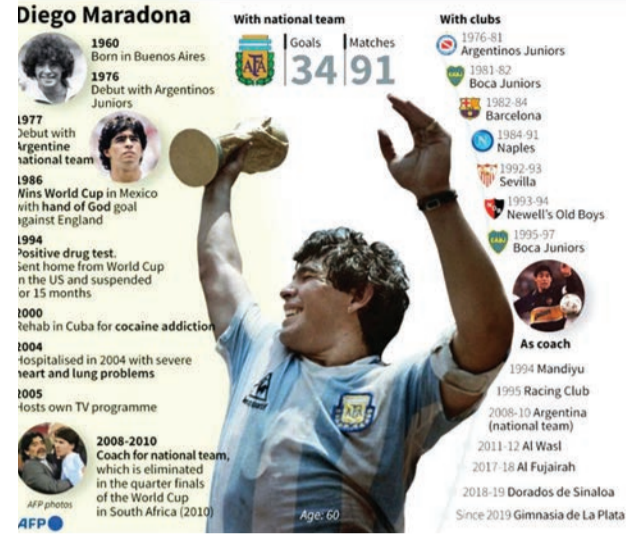 Diego Maradona
1960
Born in Buenos Aires
1976
Debut with Argentinos
Juniors
1977
Debut with
Argentine
national team
1986
Wins World Cup in Mexico
with hand of God goal
against England
1994
Positive drug test.
Sent home from World Cup
in the US and suspended
for 15 months
2000
Rehab in Cuba for cocaine addiction
2004
Hospitalised in 2004 with severe
heart and lung problems
2005
Hosts own TV programme
2008-2010
Coach for national team,
which is eliminated
in the quarter finals
of the World Cup
in South Africa (2010)
AFP photos
AFP
With national team
AFA
Goals
34
Matches
91
Age: 60
With clubs
1976-81
Argentinos Juniors
1981-82
Boca Juniors
1982-84
Barcelona
1984-91
Naples
1992-93
Sevilla
1993-94
Newell's Old Boys
1995-97
Boca Juniors
As coach
1994 Mandiyu
1995 Racing Club
2008-10 Argentina
(national team)
2011-12 Al Wasl
2017-18 Al Fujairah
2018-19 Dorados de Sinaloa
Since 2019 Gimnasia de La Plata